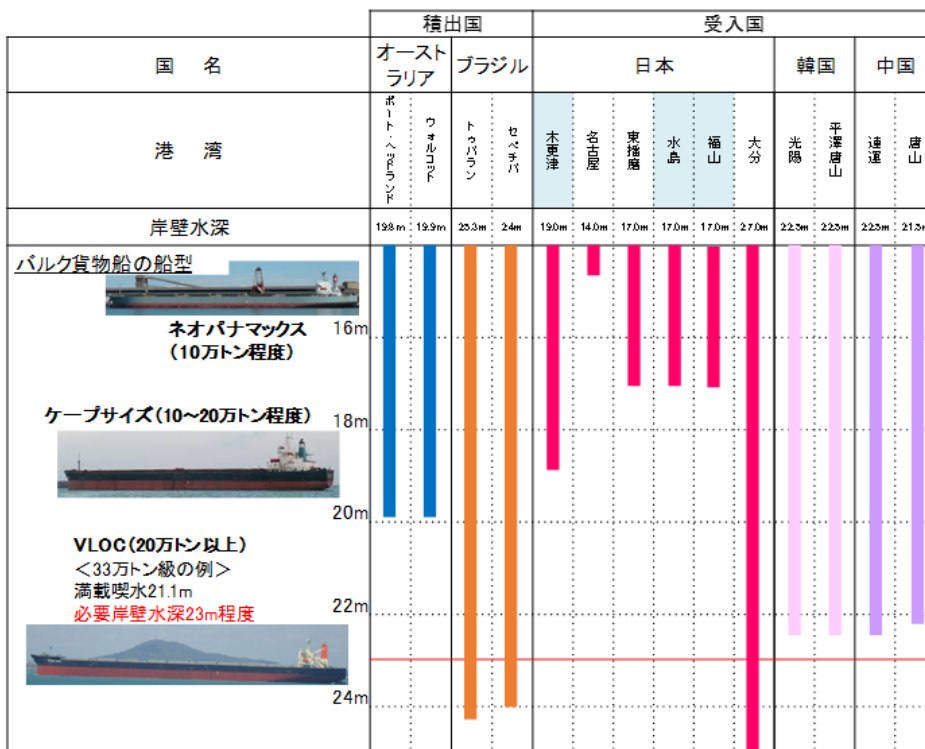 積出国 受入国
国 名 オーストラリア ブラジル 日本 韓国 中国
港 湾 ポート・ヘッドランド ウォルコット トゥバラン セペチバ 木更津 名古屋 東播磨 水島 福山 大分 光陽 平澤唐山 連運 唐山
岸壁水深 19.8m 19.9m 25.3m 24m 19.0m 14.0m 17.0m 17.0m 17.0m 27.0m 22.5m 22.5m 22.5m 21.5m
バルク貨物船の船型
ネオパナマックス
(10万トン程度)
16m
ケープサイズ(10～20万トン程度)
18m
20m
VLOC(20万トン以上)
＜33万トン級の例＞
満載喫水21.1m
必要岸壁水深23m程度
22m
24m